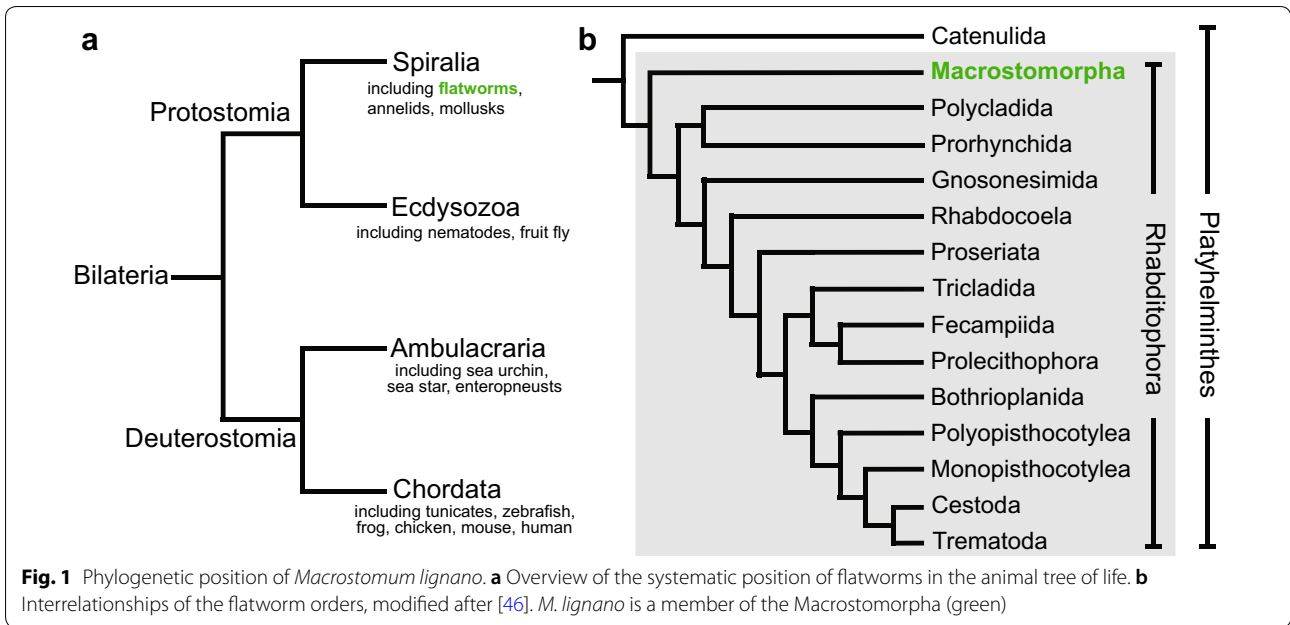 a
Spiralia
including flatworms,
annelids, mollusks
Protostomia
Ecdysozoa
including nematodes, fruit fly
Bilateria
Ambulacraria
including sea urchin,
sea star, enteropneusts
Deuterostomia
Chordata
including tunicates, zebrafish,
frog, chicken, mouse, human
b
Catenulida
Macrostomorpha
Polycladida
Prorhynchida
Gnosonesimida
Rhabdocoela
Proseriata
Tricladida
Fecampiida
Prolecithophora
Bothrioplanida
Polyopisthocotylea
Monopisthocotylea
Cestoda
Trematoda
Rhabditophora
Platyhelminthes
Fig. 1 Phylogenetic position of Macrostomum lignano. a Overview of the systematic position of flatworms in the animal tree of life. b
Interrelationships of the flatworm orders, modified after [46]. M. lignano is a member of the Macrostomorpha (green)